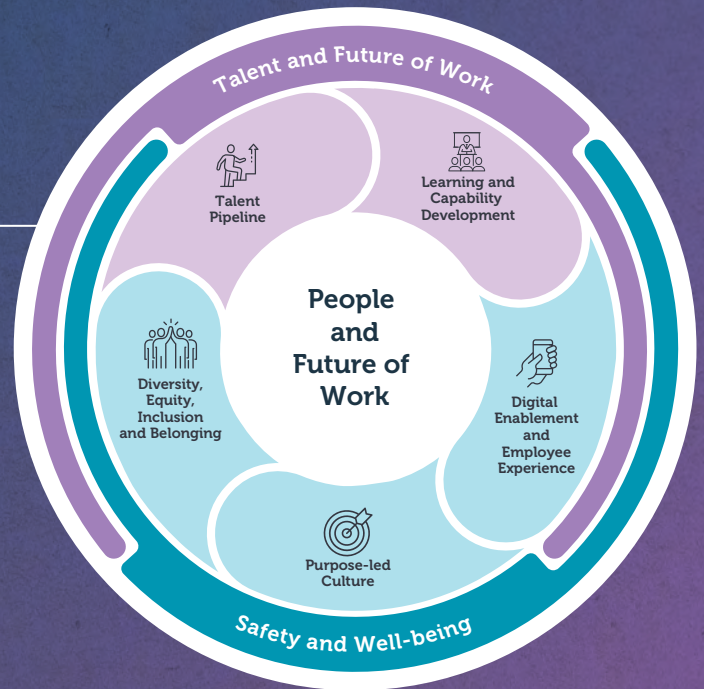 Talent and Future of Work
Talent
Pipeline
Learning and
Capability
Development
People
and
Future of
Work
Diversity,
Equity,
Inclusion
and Belonging
Digital
Enablement
and
Employee
Experience
Purpose-led
Culture
Safety and Well-being